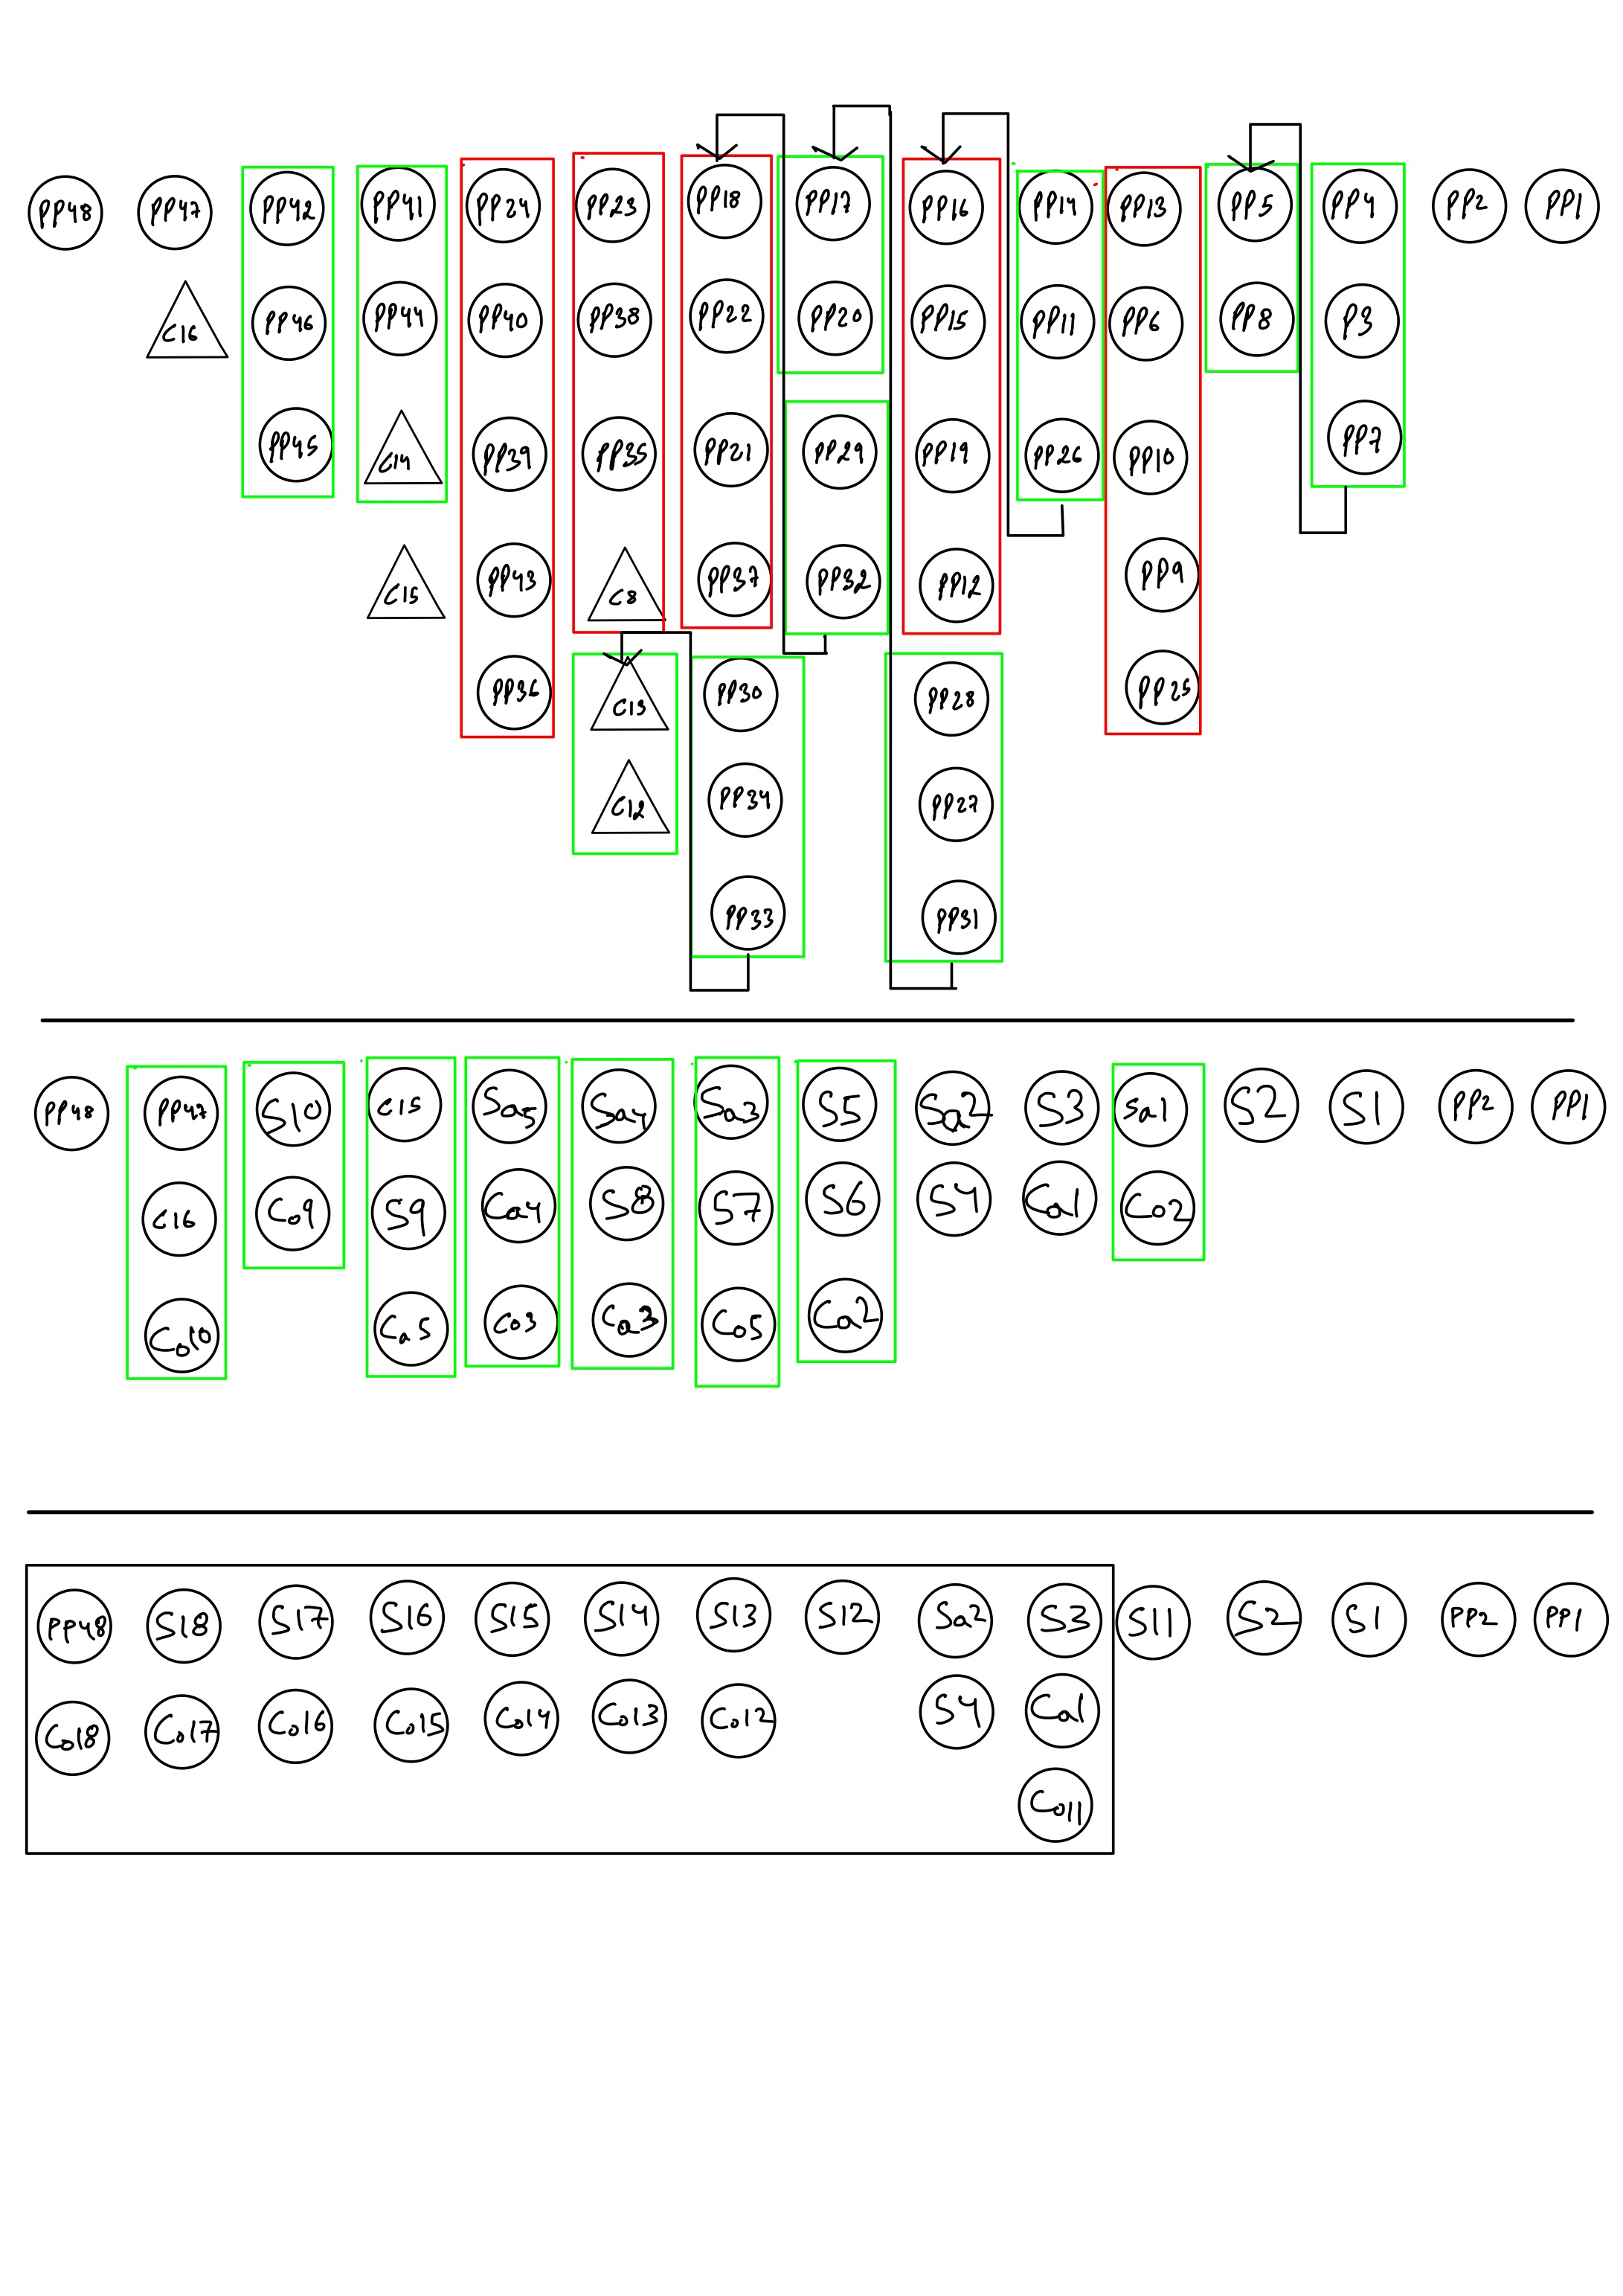 PP48 PP47 PP42 PP41 PP24 PP23 PP18 PP17 PP16 PP14 PP13 PP5 PP4 PP2 PP1
C16 PP46 PP44 PP40 PP38 PP22 PP20 PP15 PP11 PP6 PP8 P3
PP45 C14 PP39 PP35 PP21 PP29 PP19 PP26 PP10 PP7
C15 PP43 C8 PP37 PP32 PP12 PP9
PP36 C13 PP30 PP28 PP25
C12 PP34 PP27
PP33 PP31
PP48 PP47 S10 C15 Sa5 Sa4 Sa3 S5 Sa2 S3 Sa1 S2 S1 PP2 PP1
C16 Co9 S9 Ca4 S8 S7 S6 S4 Ca1 Co2
Co10 Ca5 Co3 Ca3 Co5 Ca2
PP48 S18 S17 S16 S15 S14 S13 S12 Sa2 S3 S11 S2 S1 PP2 PP1
Co18 Co17 Co16 Co15 Co14 Co13 Co12 S4 Ca1
Co11